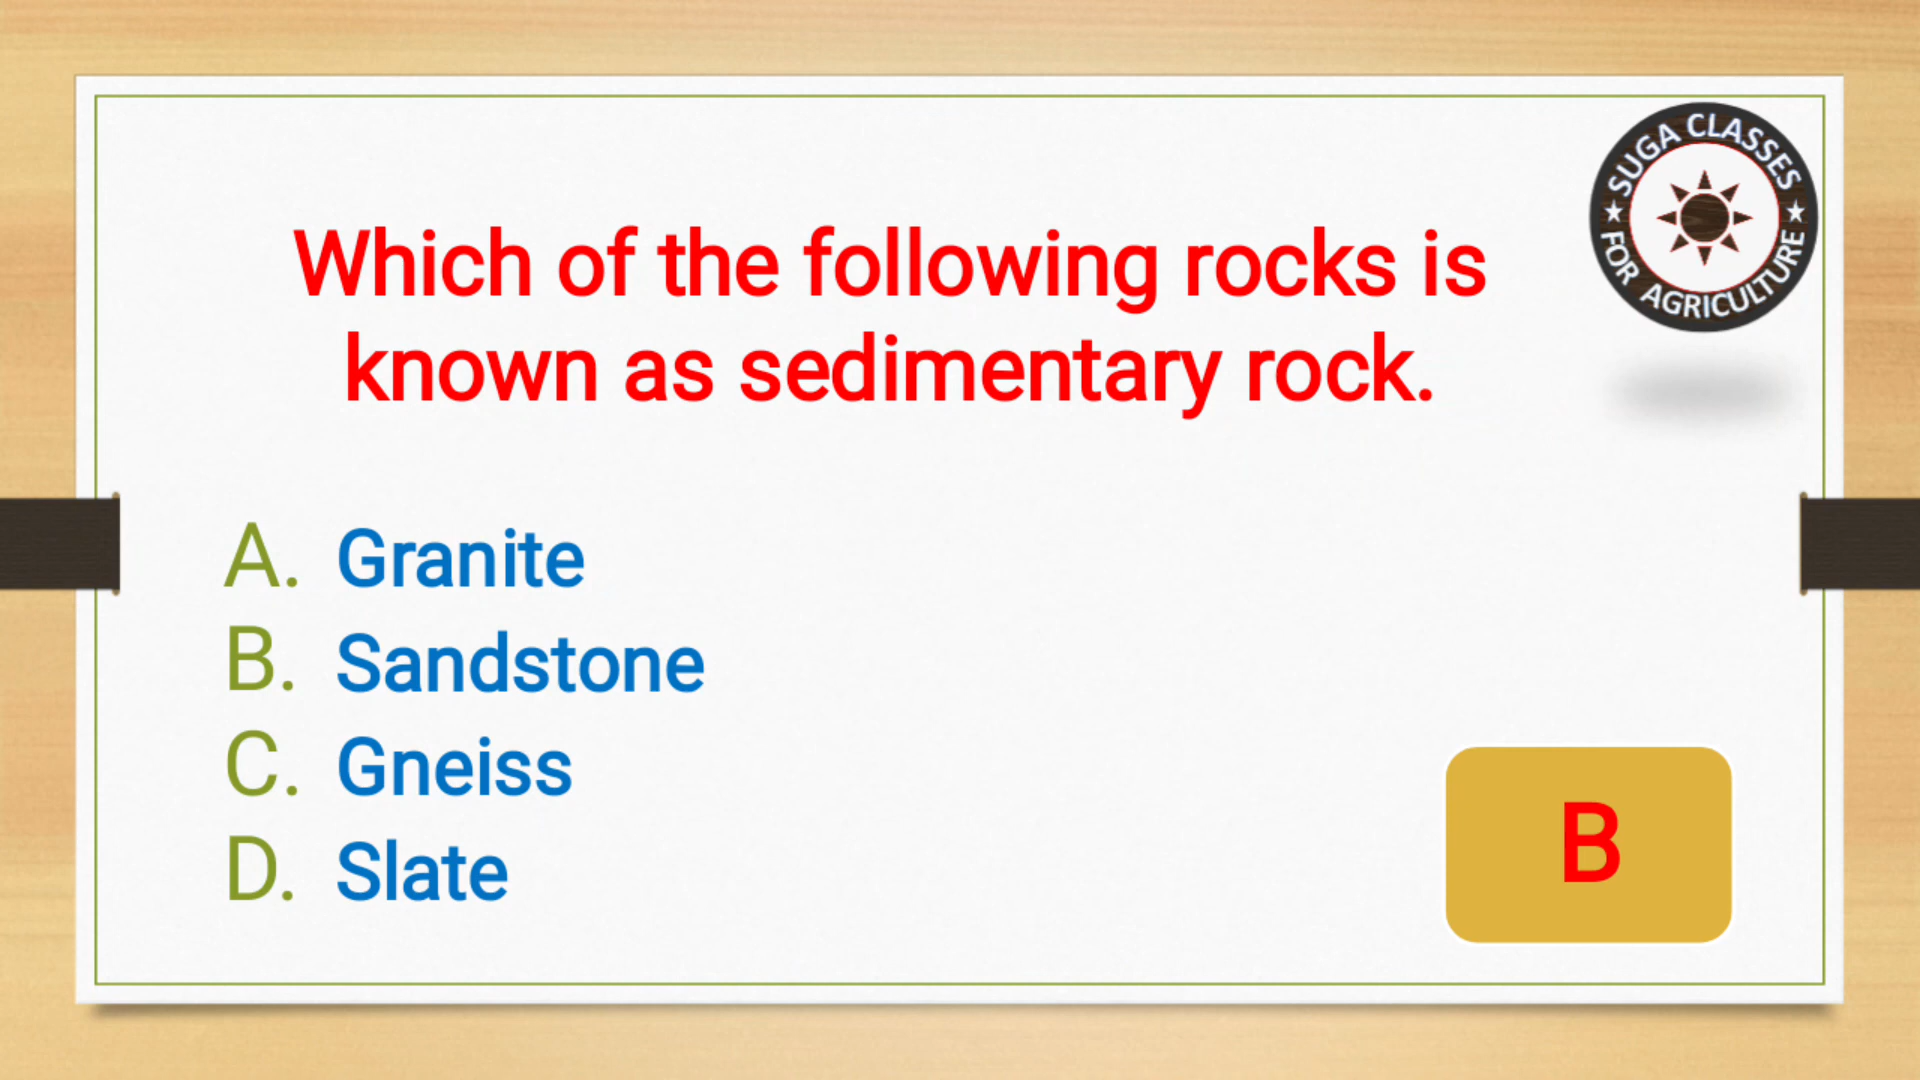 SUGA CLASSES
FOR AGRICULTURE
Which of the following rocks is
known as sedimentary rock.
A. Granite
B. Sandstone
C. Gneiss
D. Slate
B